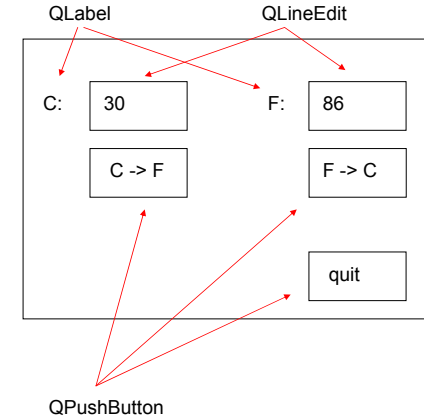 QLabel QLineEdit
C: 30 F: 86
C -> F F -> C
quit
QPushButton